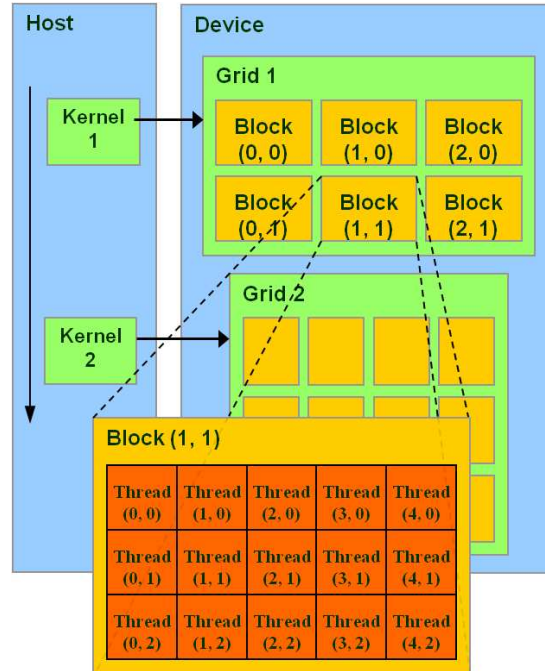 Host
Device
Grid 1
Kernel
1
Block
(0, 0)
Block
(1, 0)
Block
(2, 0)
Block
(0, 1)
Block
(1, 1)
Block
(2, 1)
Grid 2
Kernel
2
Block (1, 1)
Thread
(0, 0)
Thread
(1, 0)
Thread
(2, 0)
Thread
(3, 0)
Thread
(4, 0)
Thread
(0, 1)
Thread
(1, 1)
Thread
(2, 1)
Thread
(3, 1)
Thread
(4, 1)
Thread
(0, 2)
Thread
(1, 2)
Thread
(2, 2)
Thread
(3, 2)
Thread
(4, 2)